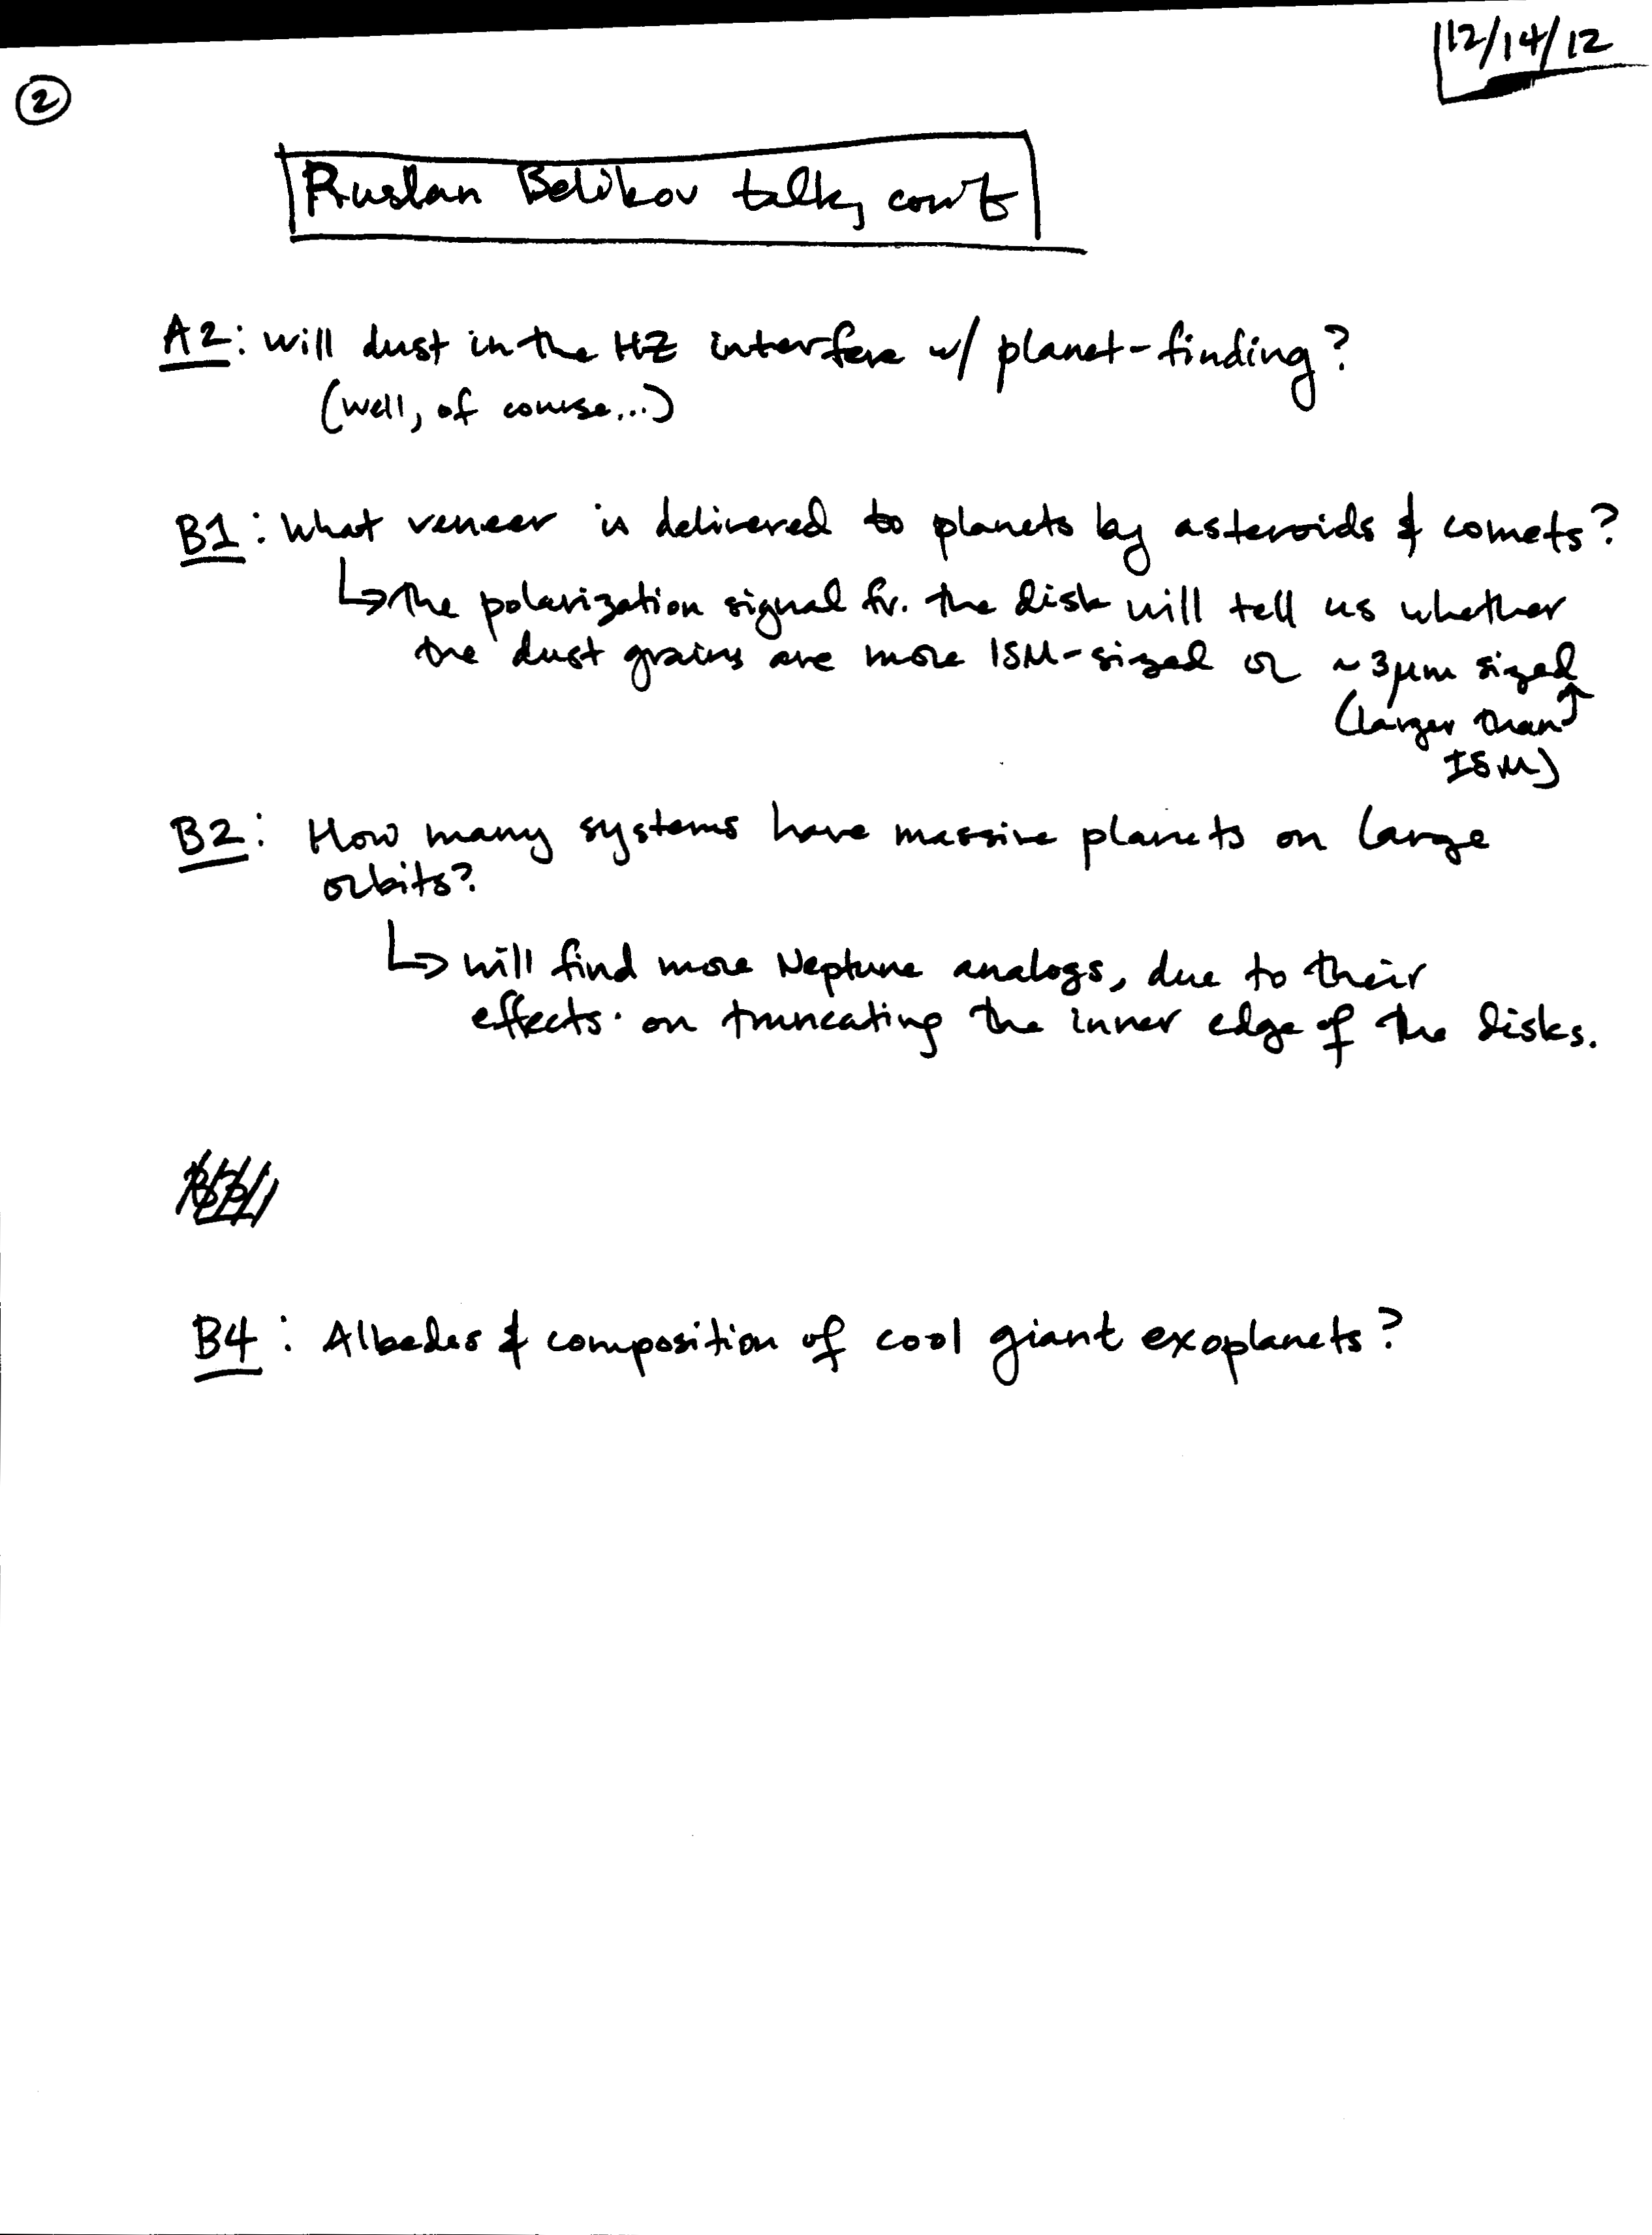 12/14/12
2
Ruslan Belikov talk, con't
A2: Will dust in the HZ interfere w/ planet-finding?
(well, of course...)
B1: What veneer is delivered to planets by asteroids & comets?
↳ the polarization signal fr. the disk will tell us whether
the dust grains are more ISM-sized or ~3μm sized
(larger than
ISM)
B2: How many systems have massive planets on large
orbits?
↳ will find more Neptune analogs, due to their
effects on truncating the inner edge of the disks.
B4: Albedos & composition of cool giant exoplanets?